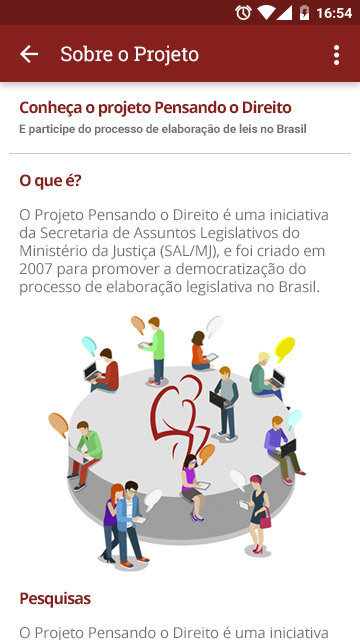 16:54
Sobre o Projeto
Conheça o projeto Pensando o Direito
E participe do processo de elaboração de leis no Brasil
O que é?
O Projeto Pensando o Direito é uma iniciativa
da Secretaria de Assuntos Legislativos do
Ministério da Justiça (SAL/MJ), e foi criado em
2007 para promover a democratização do
processo de elaboração legislativa no Brasil.
Pesquisas
O Projeto Pensando o Direito é uma iniciativa